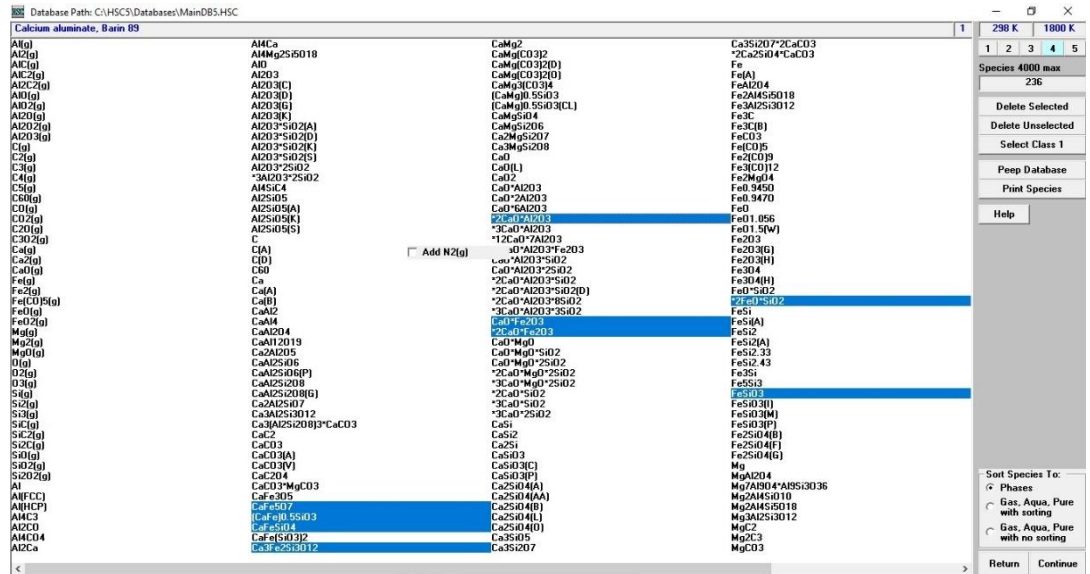 Database Path: C:\HSC5\Databases\MainDB5.HSC
Calcium aluminate, Barin 89
1
298 K
1800 K
Al(g)
Al2(g)
AlC(g)
AlC2(g)
Al2C2(g)
AlO(g)
AlO2(g)
Al2O(g)
Al2O2(g)
Al2O3(g)
C(g)
C2(g)
C3(g)
C4(g)
C5(g)
C60(g)
CO(g)
CO2(g)
C2O(g)
C3O2(g)
Ca(g)
Ca2(g)
CaO(g)
Fe(g)
Fe2(g)
Fe(CO)5(g)
FeO(g)
FeO2(g)
Mg(g)
Mg2(g)
MgO(g)
O(g)
O2(g)
O3(g)
Si(g)
Si2(g)
Si3(g)
SiC(g)
SiC2(g)
Si2C(g)
SiO(g)
SiO2(g)
Si2O2(g)
Al
Al(FCC)
Al(HCP)
Al4C3
Al2CO
Al4CO4
Al2Ca
Al4Ca
Al4Mg2Si5O18
AlO
Al2O3
Al2O3(C)
Al2O3(D)
Al2O3(G)
Al2O3(K)
Al2O3*SiO2(A)
Al2O3*SiO2(D)
Al2O3*SiO2(K)
Al2O3*SiO2(S)
Al2O3*2SiO2
*3Al2O3*2SiO2
Al4SiC4
Al2SiO5
Al2SiO5(A)
Al2SiO5(K)
Al2SiO5(S)
C
C(A)
C(D)
C60
Ca
Ca(A)
Ca(B)
CaAl2
CaAl4
CaAl2O4
CaAl12O19
Ca2Al2O5
CaAl2SiO6
CaAl2SiO6(P)
CaAl2Si2O8
CaAl2Si2O8(G)
Ca2Al2SiO7
Ca3Al2Si3O12
Ca3(Al2Si2O8)3*CaCO3
CaC2
CaCO3
CaCO3(A)
CaCO3(V)
CaC2O4
CaCO3*MgCO3
CaFe3O5
CaFe5O7
(CaFe)0.5SiO3
CaFeSiO4
CaFe(SiO3)2
Ca3Fe2Si3O12
CaMg2
CaMg(CO3)2
CaMg(CO3)2(D)
CaMg(CO3)2(O)
CaMg3(CO3)4
(CaMg)0.5SiO3
(CaMg)0.5SiO3(CL)
CaMgSiO4
CaMgSi2O6
Ca2MgSi2O7
Ca3MgSi2O8
CaO
CaO(L)
CaO2
CaO*Al2O3
CaO*2Al2O3
CaO*6Al2O3
*2CaO*Al2O3
*3CaO*Al2O3
*12CaO*7Al2O3
Add N2(g)
aO*Al2O3*Fe2O3
CaO*Al2O3*SiO2
CaO*Al2O3*2SiO2
*2CaO*Al2O3*SiO2
*2CaO*Al2O3*SiO2(D)
*2CaO*Al2O3*8SiO2
*3CaO*Al2O3*3SiO2
CaO*Fe2O3
*2CaO*Fe2O3
CaO*MgO
CaO*MgO*SiO2
CaO*MgO*2SiO2
*2CaO*MgO*2SiO2
*3CaO*MgO*2SiO2
*2CaO*SiO2
*3CaO*SiO2
*3CaO*2SiO2
CaSi
CaSi2
Ca2Si
CaSiO3
CaSiO3(C)
CaSiO3(P)
Ca2SiO4(A)
Ca2SiO4(AA)
Ca2SiO4(B)
Ca2SiO4(L)
Ca2SiO4(O)
Ca3SiO5
Ca3Si2O7
Ca3Si2O7*2CaCO3
*2Ca2SiO4*CaCO3
Fe
Fe(A)
FeAl2O4
Fe2Al4Si5O18
Fe3Al2Si3O12
Fe3C
Fe3C(B)
FeCO3
Fe(CO)5
Fe2(CO)9
Fe3(CO)12
Fe2MgO4
Fe0.945O
Fe0.947O
FeO
FeO1.056
FeO1.5(W)
Fe2O3
Fe2O3(G)
Fe2O3(H)
Fe3O4
Fe3O4(H)
FeO*SiO2
*2FeO*SiO2
FeSi
FeSi(A)
FeSi2
FeSi2(A)
FeSi2.33
FeSi2.43
Fe3Si
Fe5Si3
FeSiO3
FeSiO3(I)
FeSiO3(M)
FeSiO3(P)
Fe2SiO4(B)
Fe2SiO4(F)
Fe2SiO4(G)
Mg
MgAl2O4
Mg7Al9O4*Al9Si3O36
Mg2Al4Si5O10
Mg2Al4Si5O18
Mg3Al2Si3O12
MgC2
Mg2C3
MgCO3
1 2 3 4 5
Species 4000 max
236
Delete Selected
Delete Unselected
Select Class 1
Peep Database
Print Species
Help
Sort Species To:
Phases
Gas, Aqua, Pure
with sorting
Gas, Aqua, Pure
with no sorting
Return
Continue